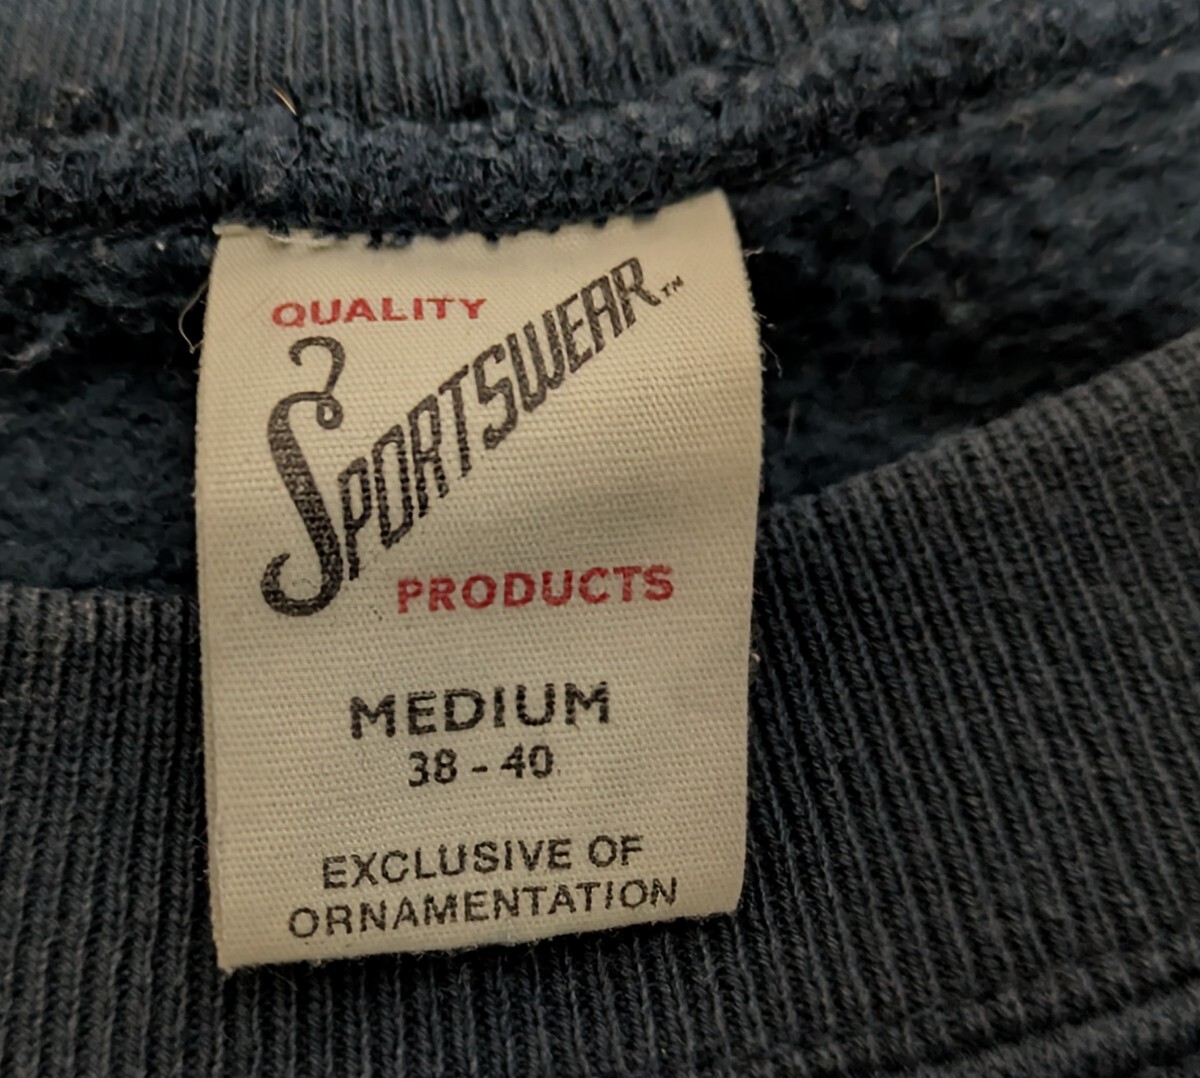 QUALITY
SPORTSWEAR™
PRODUCTS
MEDIUM
38 - 40
EXCLUSIVE OF
ORNAMENTATION